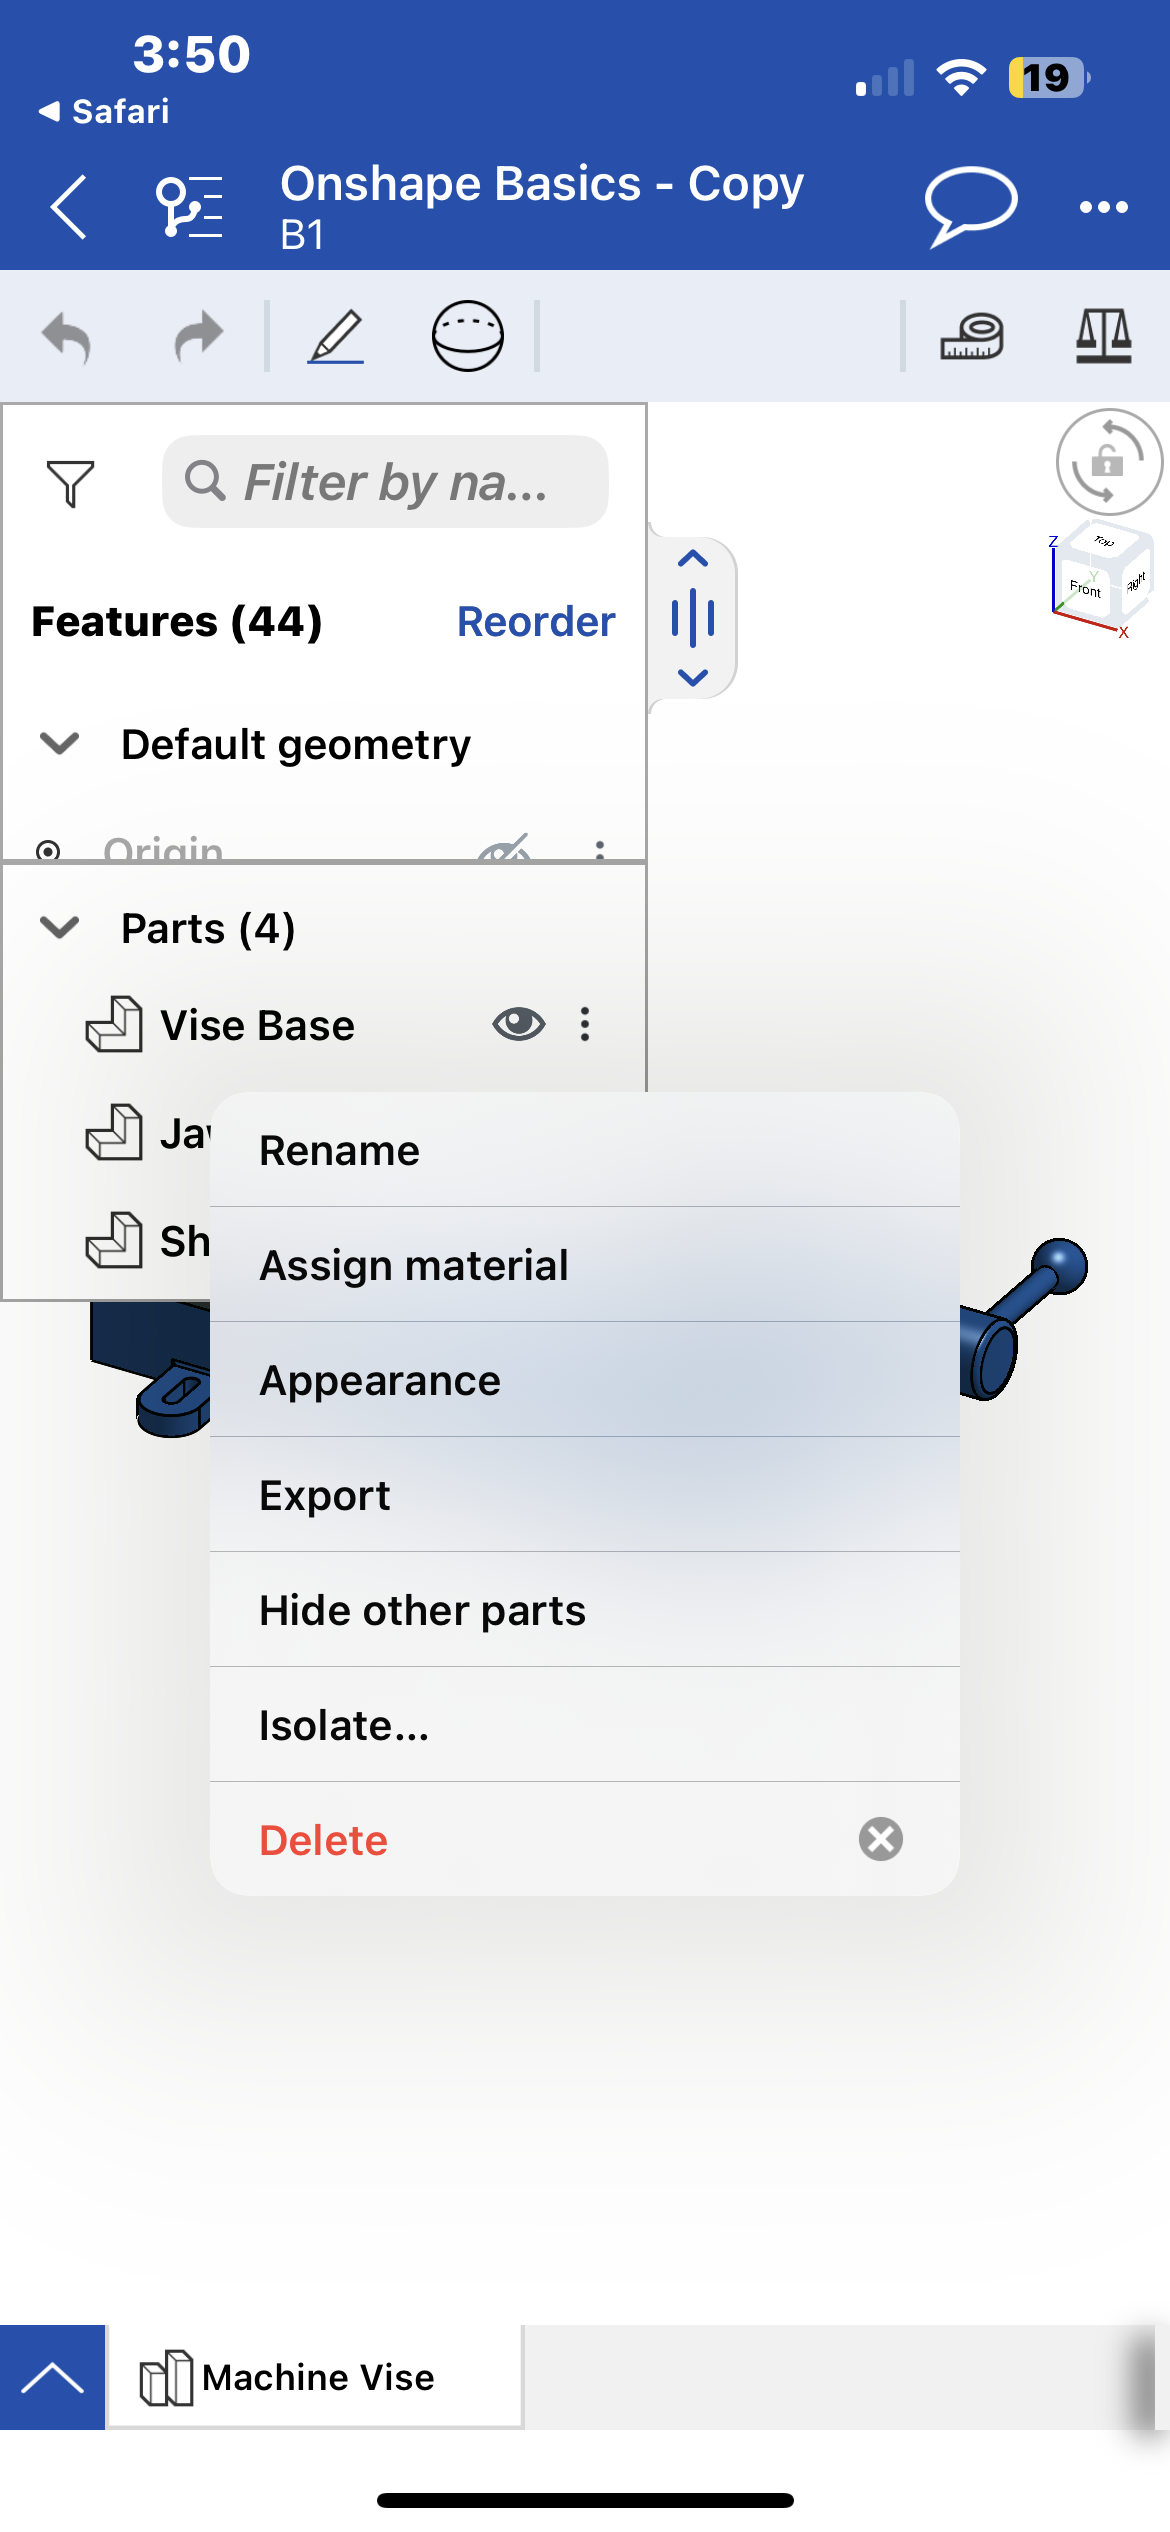 3:50
19
Safari
Onshape Basics - Copy
B1
Filter by na...
Features (44)
Reorder
Top
Z
Y
Front
Right
X
Default geometry
Origin
Parts (4)
Vise Base
Ja
Sh
Rename
Assign material
Appearance
Export
Hide other parts
Isolate...
Delete
Machine Vise